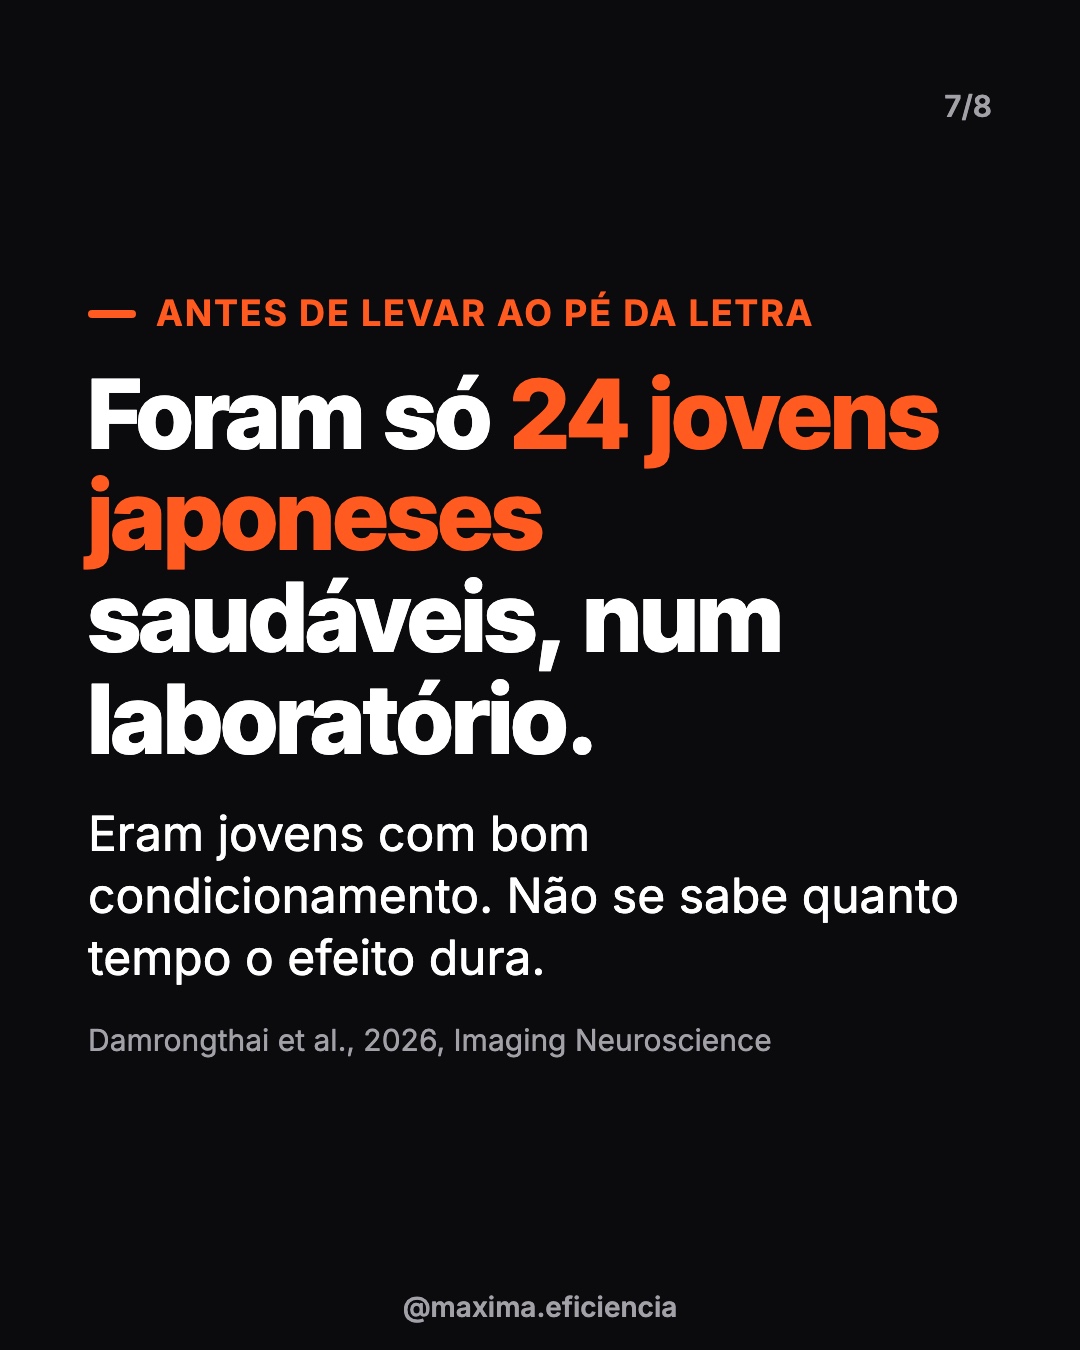 7/8
ANTES DE LEVAR AO PÉ DA LETRA
Foram só 24 jovens
japoneses
saudáveis, num
laboratório.
Eram jovens com bom
condicionamento. Não se sabe quanto
tempo o efeito dura.
Damrongthai et al., 2026, Imaging Neuroscience
@maxima.eficiencia